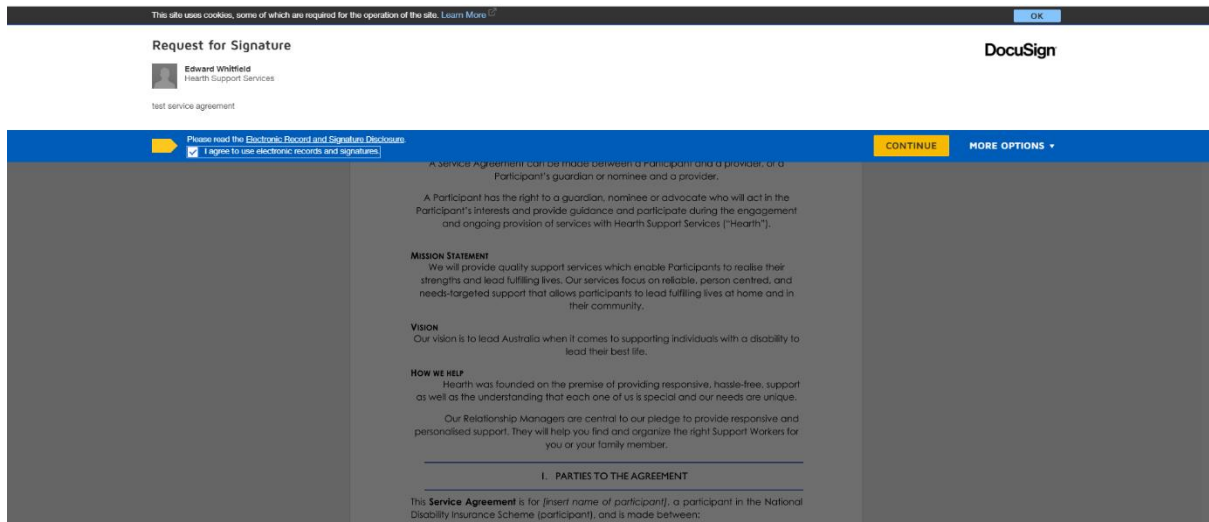 This site uses cookies, some of which are required for the operation of the site. Learn More
OK
Request for Signature
DocuSign
Edward Whitfield
Hearth Support Services
test service agreement
Please read the Electronic Record and Signature Disclosure.
I agree to use electronic records and signatures.
CONTINUE
MORE OPTIONS
A Service Agreement can be made between a Participant and a provider, or a
Participant's guardian or nominee and a provider.
A Participant has the right to a guardian, nominee or advocate who will act in the
Participant's interests and provide guidance and participate during the engagement
and ongoing provision of services with Hearth Support Services ("Hearth").
MISSION STATEMENT
We will provide quality support services which enable Participants to realise their
strengths and lead fulfilling lives. Our services focus on reliable, person centred, and
needs-targeted support that allows participants to lead fulfilling lives at home and in
their community.
VISION
Our vision is to lead Australia when it comes to supporting individuals with a disability to
lead their best life.
HOW WE HELP
Hearth was founded on the premise of providing responsive, hassle-free, support
as well as the understanding that each one of us is special and our needs are unique.
Our Relationship Managers are central to our pledge to provide responsive and
personalised support. They will help you find and organize the right Support Workers for
you or your family member.
1. PARTIES TO THE AGREEMENT
This Service Agreement is for [insert name of participant], a participant in the National
Disability Insurance Scheme (participant), and is made between: